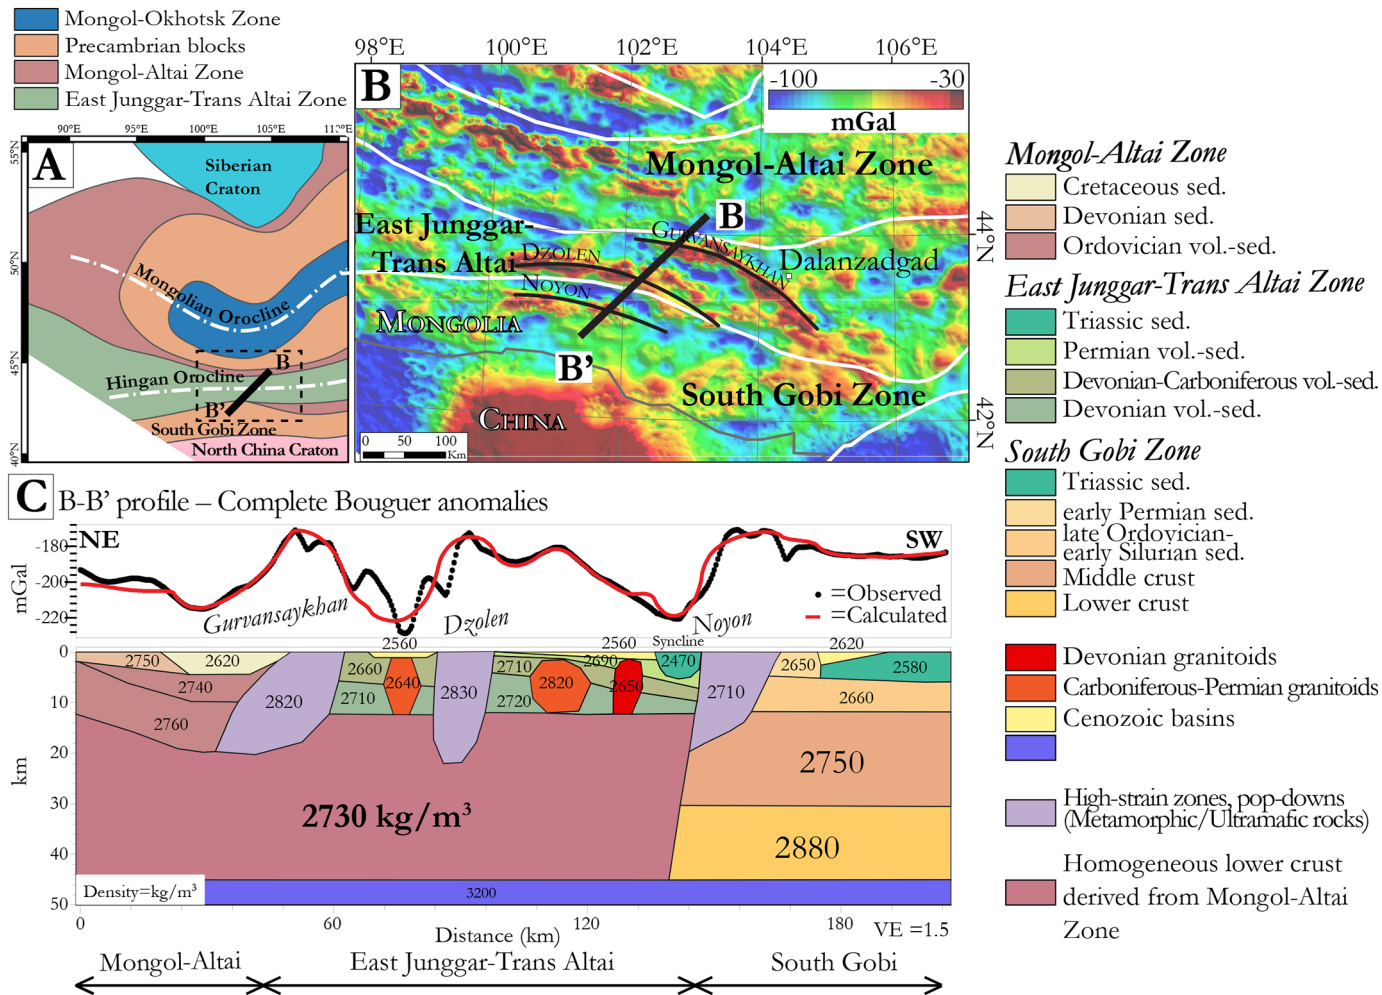 Mongol-Okhotsk Zone
Precambrian blocks
Mongol-Altai Zone
East Junggar-Trans Altai Zone
90°E 95°E 100°E 105°E 110°E
55°N
50°N
45°N
40°N
A
Siberian
Craton
Mongolian Orocline
Hingan Orocline
B
B'
South Gobi Zone
North China Craton
98°E 100°E 102°E 104°E 106°E
B
-100 -30
mGal
Mongol-Altai Zone
B
East Junggar-
Trans Altai
GURVANSAYKHAN
DZOLEN
NOYON
Dalanzadgad
44°N
MONGOLIA
B'
South Gobi Zone
CHINA
42°N
0 50 100
Km
C B-B' profile – Complete Bouguer anomalies
NE SW
mGal
-180
-200
-220
Gurvansaykhan
Dzolen
Noyon
=Observed
=Calculated
2560 2560 Syncline 2620
0
10
20
30
40
50
km
2750 2620 2660 2640 2710 2690 2470 2650 2580
2740 2820 2710 2830 2720 2820 2650 2710 2660
2760
2750
2730 kg/m³
2880
Density=kg/m³
3200
0 60 120 180
Distance (km)
VE =1.5
Mongol-Altai East Junggar-Trans Altai South Gobi
Mongol-Altai Zone
Cretaceous sed.
Devonian sed.
Ordovician vol.-sed.
East Junggar-Trans Altai Zone
Triassic sed.
Permian vol.-sed.
Devonian-Carboniferous vol.-sed.
Devonian vol.-sed.
South Gobi Zone
Triassic sed.
early Permian sed.
late Ordovician-
early Silurian sed.
Middle crust
Lower crust
Devonian granitoids
Carboniferous-Permian granitoids
Cenozoic basins
High-strain zones, pop-downs
(Metamorphic/Ultramafic rocks)
Homogeneous lower crust
derived from Mongol-Altai
Zone